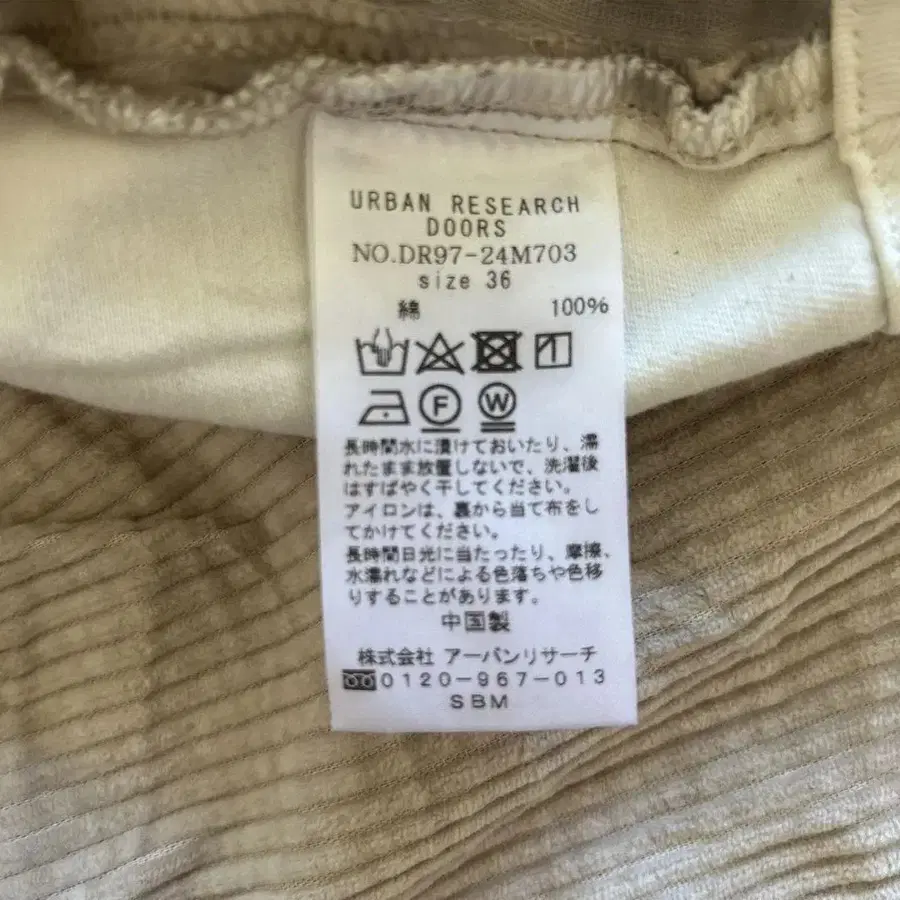 URBAN RESEARCH
DOORS
NO.DR97-24M703
size 36
綿 100%
F W
長時間水に漬けておいたり、濡
れたまま放置しないで、洗濯後
はすばやく干してください。
アイロンは、裏から当て布をし
てかけてください。
長時間日光に当たったり、摩擦、
水濡れなどによる色落ちや色移
りすることがあります。
中国製
株式会社 アーバンリサーチ
0120-967-013
SBM